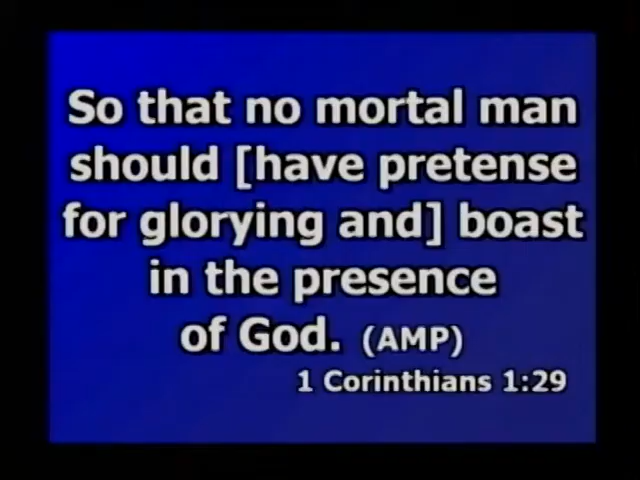 So that no mortal man
should [have pretense
for glorying and] boast
in the presence
of God. (AMP)
1 Corinthians 1:29